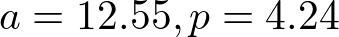 a = 12.55, p = 4.24